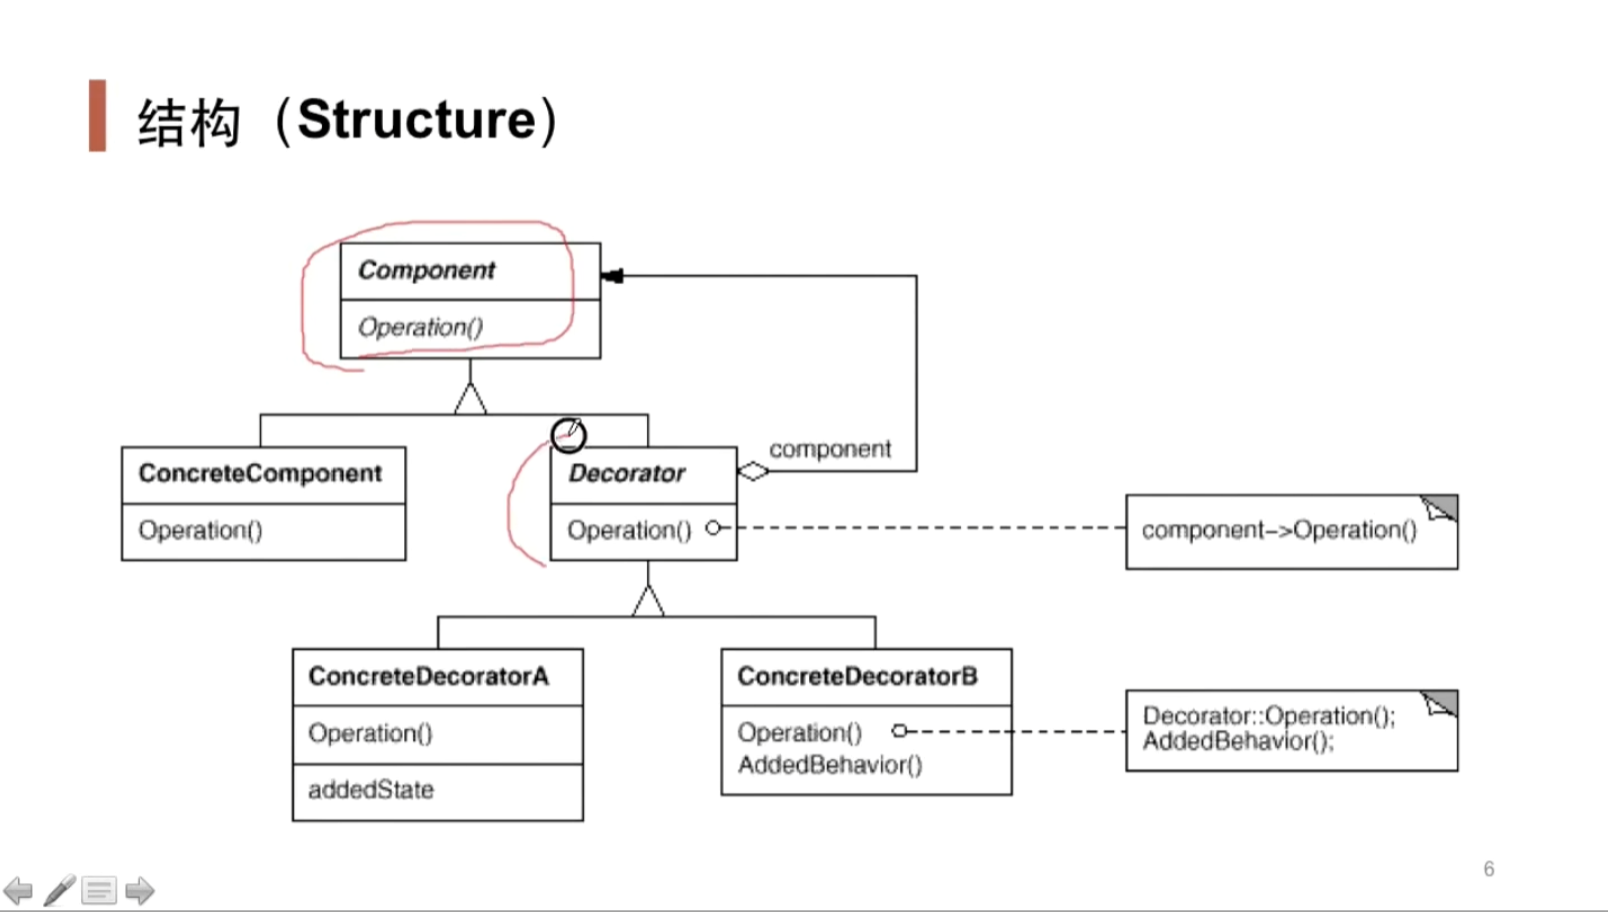 结构（Structure）
Component
Operation()
ConcreteComponent
Operation()
Decorator
Operation()
component
component–>Operation()
ConcreteDecoratorA
Operation()
addedState
ConcreteDecoratorB
Operation()
AddedBehavior()
Decorator::Operation();
AddedBehavior();
6